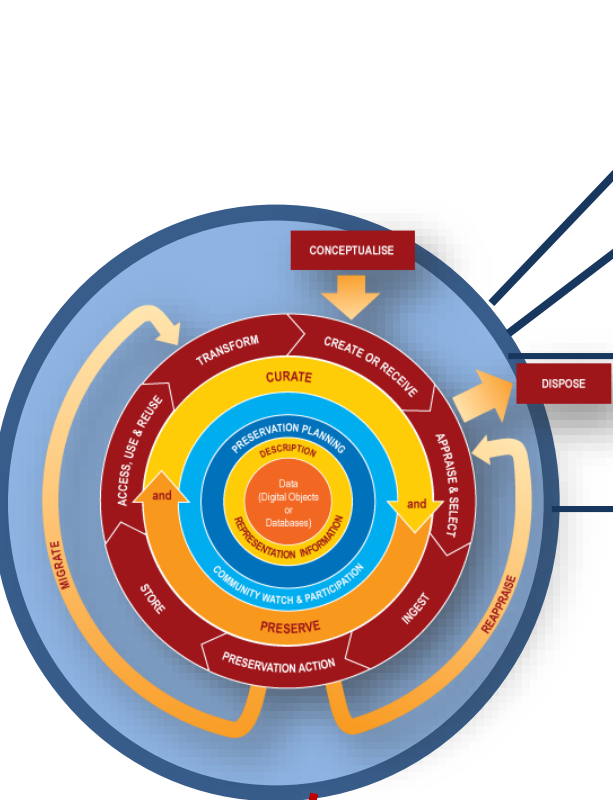 CONCEPTUALISE
TRANSFORM
CREATE OR RECEIVE
CURATE
DISPOSE
ACCESS, USE & REUSE
APPRAISE & SELECT
PRESERVATION PLANNING
DESCRIPTION
Data
(Digital Objects
or
Databases)
and
and
REPRESENTATION INFORMATION
COMMUNITY WATCH & PARTICIPATION
MIGRATE
STORE
INGEST
REAPPRAISE
PRESERVE
PRESERVATION ACTION